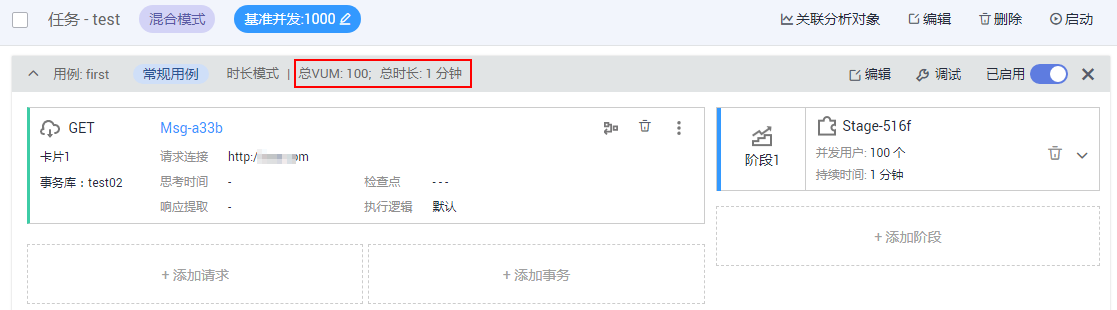 任务 - test 混合模式 基准并发:1000 关联分析对象 编辑 删除 启动
用例: first 常规用例 时长模式 | 总VUM: 100; 总时长: 1 分钟 编辑 调试 已启用
GET Msg-a33b
卡片1 请求连接 http: om
事务库：test02 思考时间 - 检查点 - - -
响应提取 - 执行逻辑 默认
阶段1
Stage-516f
并发用户: 100 个
持续时间: 1 分钟
+ 添加阶段
+ 添加请求
+ 添加事务